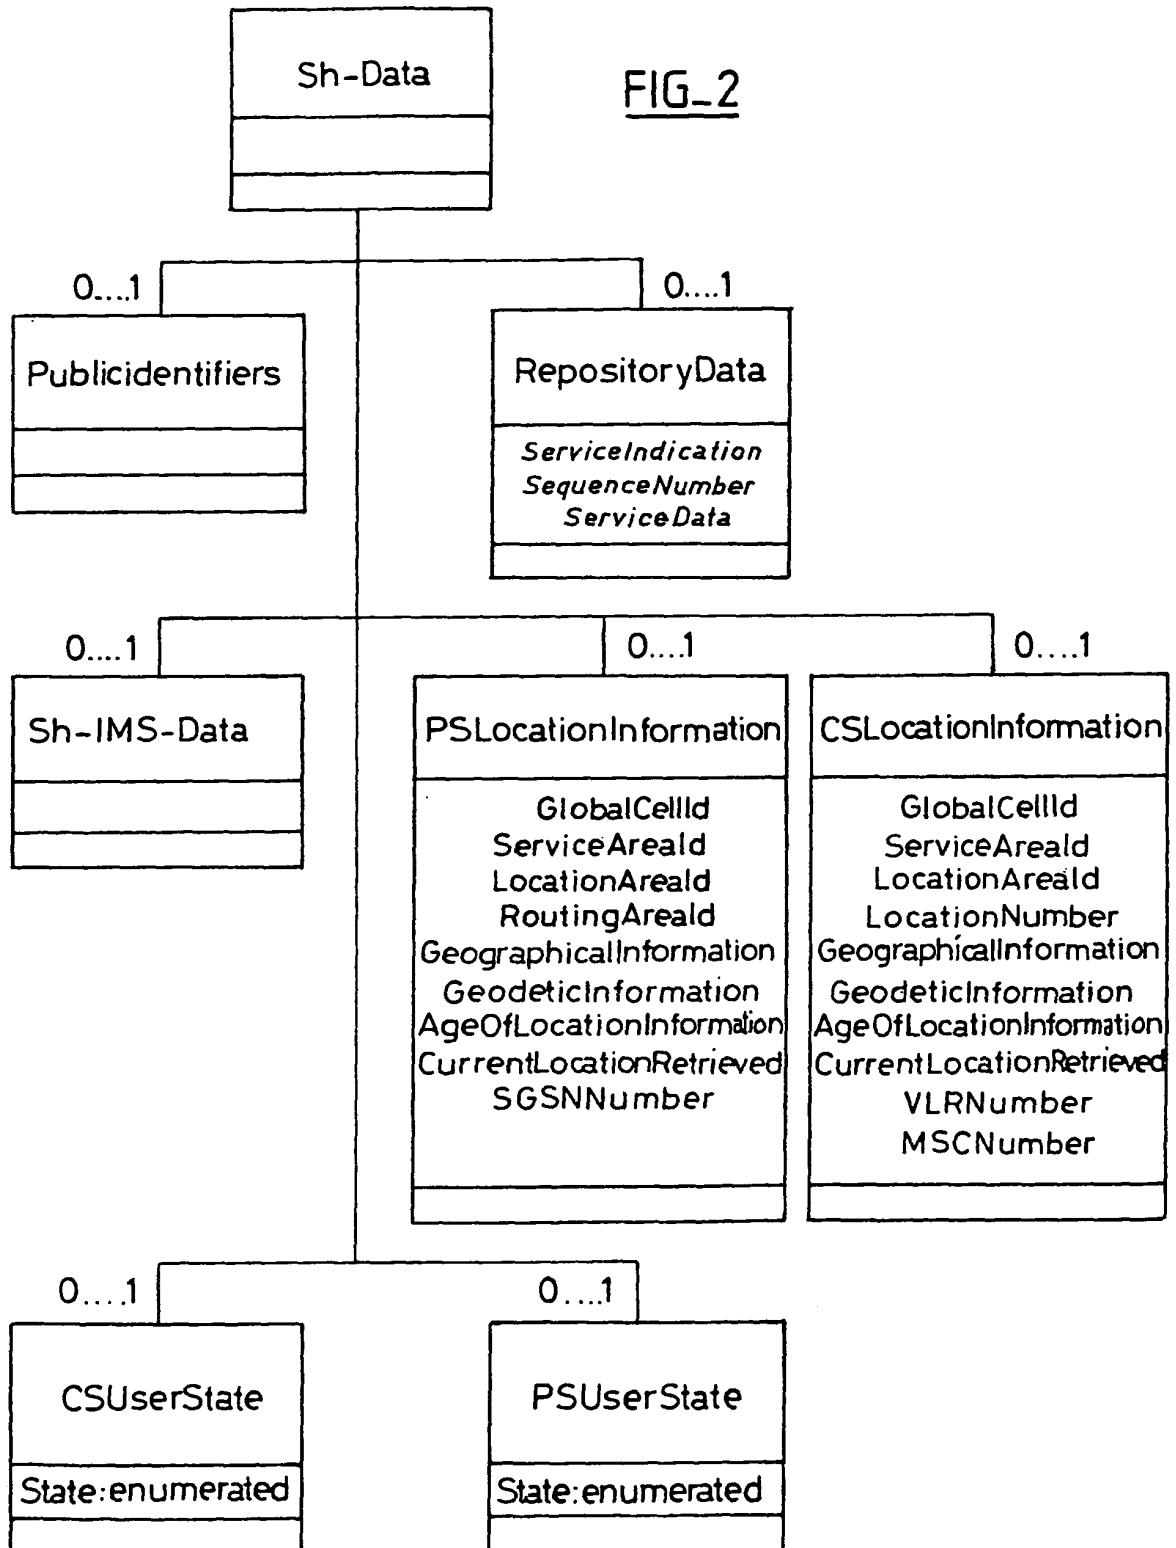 Sh-Data
FIG_2
0....1
0....1
Publicidentifiers
RepositoryData
ServiceIndication
SequenceNumber
ServiceData
0....1
0....1
0....1
Sh-IMS-Data
PSLocationInformation
GlobalCellId
ServiceAreaId
LocationAreaId
RoutingAreaId
GeographicalInformation
GeodeticInformation
AgeOfLocationInformation
CurrentLocationRetrieved
SGSNNumber
CSLocationInformation
GlobalCellId
ServiceAreaId
LocationAreaId
LocationNumber
GeographicalInformation
GeodeticInformation
AgeOfLocationInformation
CurrentLocationRetrieved
VLRNumber
MSCNumber
0....1
0....1
CSUserState
State:enumerated
PSUserState
State:enumerated